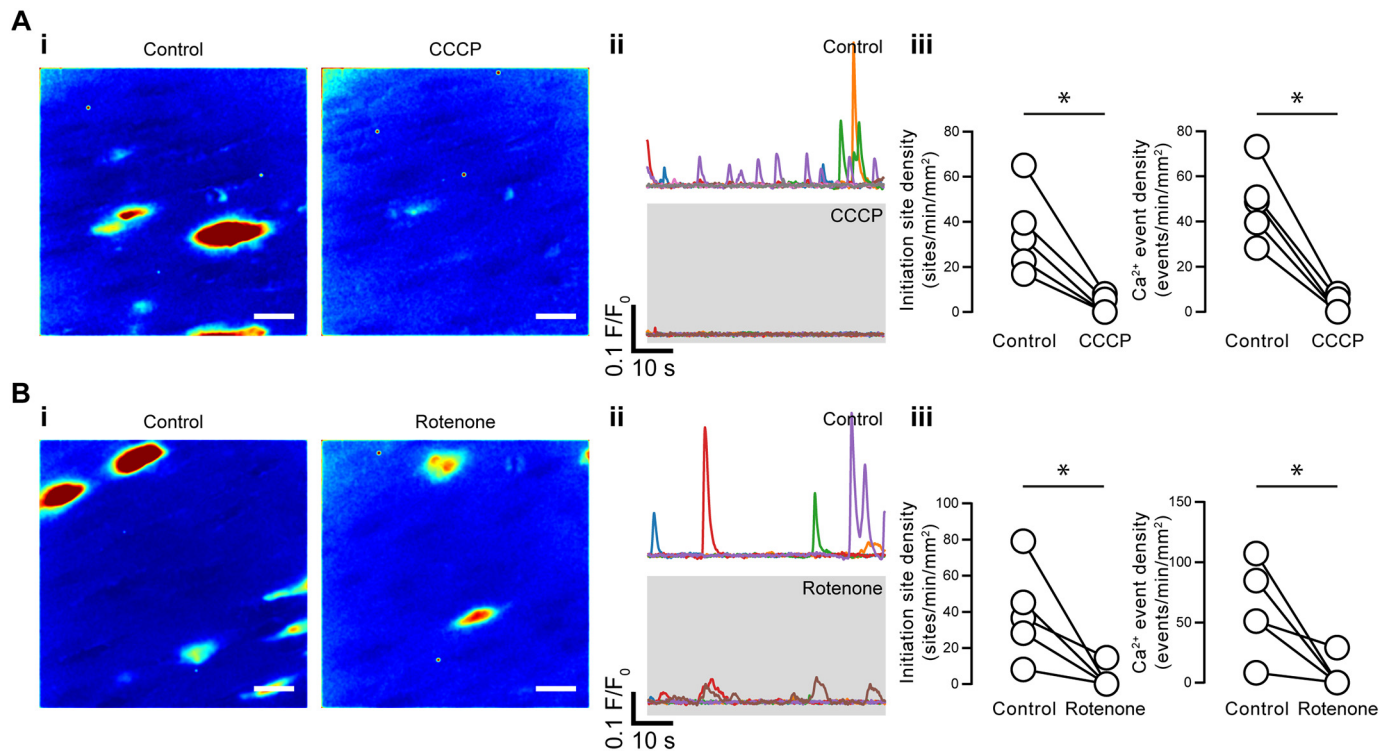 A
i
Control
CCCP
ii
Control
CCCP
0.1 F/F0
10 s
iii
*
Initiation site density
(sites/min/mm²)
80
60
40
20
0
Control
CCCP
*
Ca²⁺ event density
(events/min/mm²)
80
60
40
20
0
Control
CCCP
B
i
Control
Rotenone
ii
Control
Rotenone
0.1 F/F0
10 s
iii
*
Initiation site density
(sites/min/mm²)
100
80
60
40
20
0
Control
Rotenone
*
Ca²⁺ event density
(events/min/mm²)
150
100
50
0
Control
Rotenone